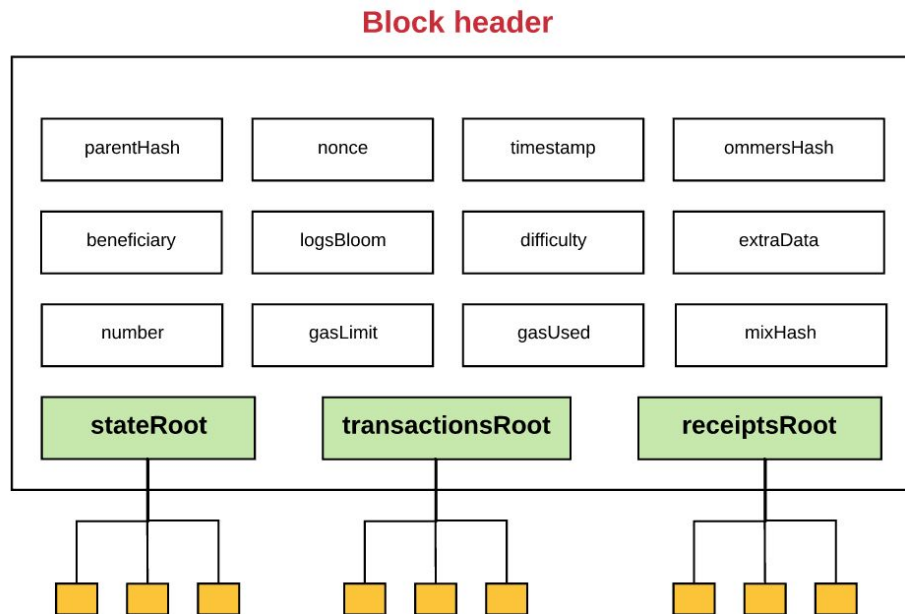 Block header
parentHash
nonce
timestamp
ommersHash
beneficiary
logsBloom
difficulty
extraData
number
gasLimit
gasUsed
mixHash
stateRoot
transactionsRoot
receiptsRoot